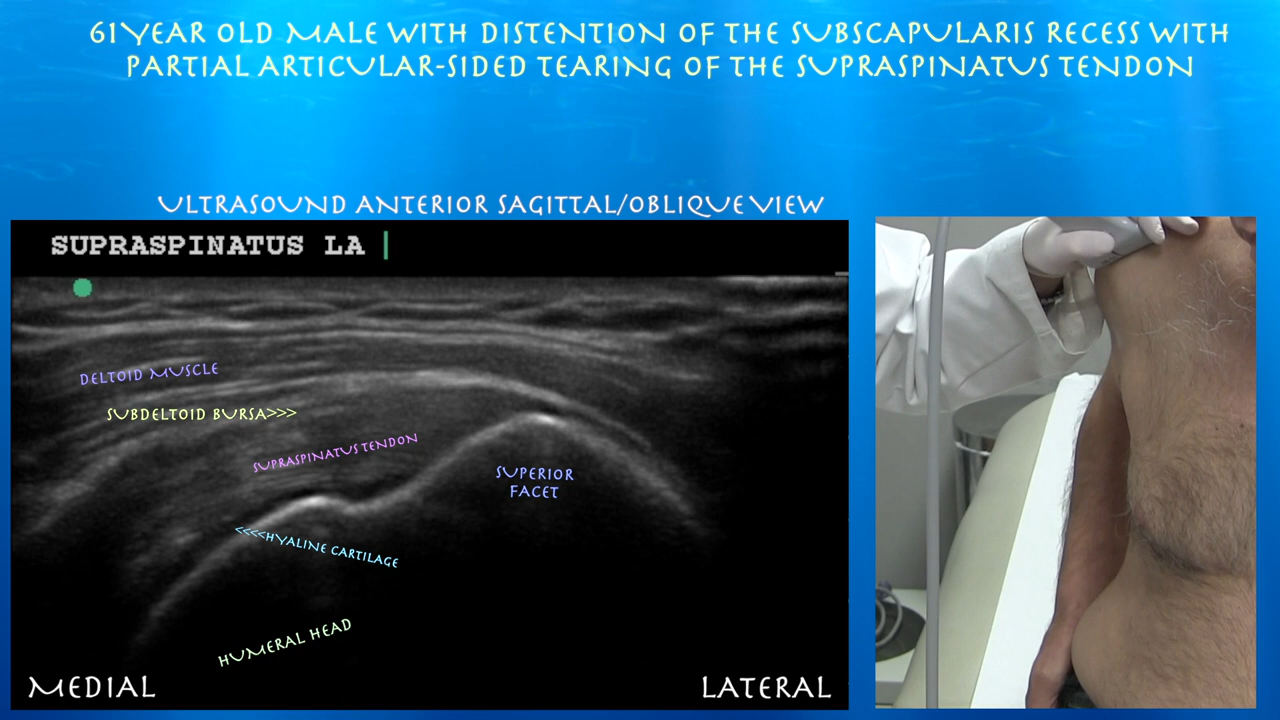 61 YEAR OLD MALE WITH DISTENTION OF THE SUBSCAPULARIS RECESS WITH
PARTIAL ARTICULAR-SIDED TEARING OF THE SUPRASPINATUS TENDON
ULTRASOUND ANTERIOR SAGITTAL/OBLIQUE VIEW
SUPRASPINATUS LA
DELTOID MUSCLE
SUBDELTOID BURSA>>>
SUPRASPINATUS TENDON
SUPERIOR
FACET
<<<<HYALINE CARTILAGE
HUMERAL HEAD
MEDIAL
LATERAL